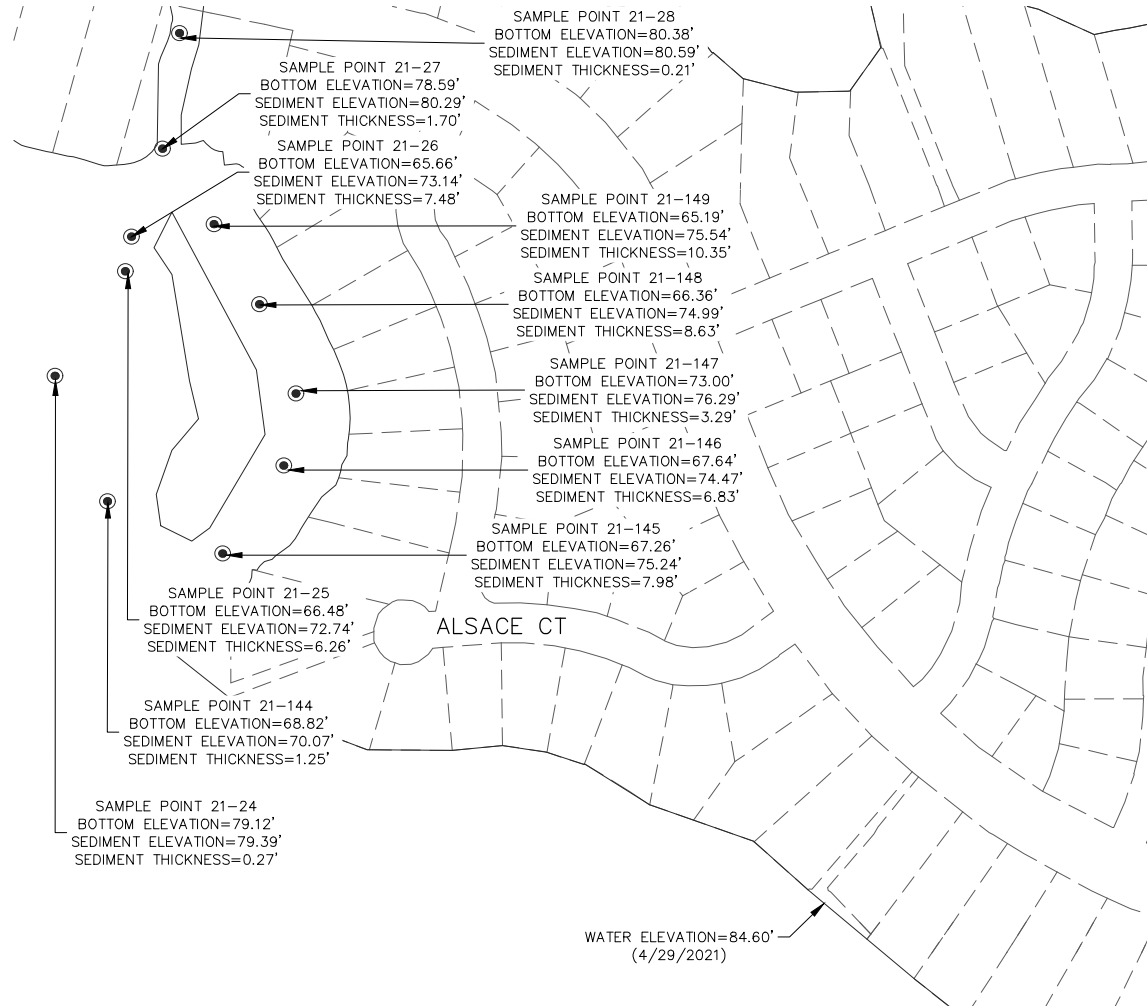 SAMPLE POINT 21-28
BOTTOM ELEVATION=80.38'
SEDIMENT ELEVATION=80.59'
SEDIMENT THICKNESS=0.21'
SAMPLE POINT 21-27
BOTTOM ELEVATION=78.59'
SEDIMENT ELEVATION=80.29'
SEDIMENT THICKNESS=1.70'
SAMPLE POINT 21-26
BOTTOM ELEVATION=65.66'
SEDIMENT ELEVATION=73.14'
SEDIMENT THICKNESS=7.48'
SAMPLE POINT 21-149
BOTTOM ELEVATION=65.19'
SEDIMENT ELEVATION=75.54'
SEDIMENT THICKNESS=10.35'
SAMPLE POINT 21-148
BOTTOM ELEVATION=66.36'
SEDIMENT ELEVATION=74.99'
SEDIMENT THICKNESS=8.63'
SAMPLE POINT 21-147
BOTTOM ELEVATION=73.00'
SEDIMENT ELEVATION=76.29'
SEDIMENT THICKNESS=3.29'
SAMPLE POINT 21-146
BOTTOM ELEVATION=67.64'
SEDIMENT ELEVATION=74.47'
SEDIMENT THICKNESS=6.83'
SAMPLE POINT 21-145
BOTTOM ELEVATION=67.26'
SEDIMENT ELEVATION=75.24'
SEDIMENT THICKNESS=7.98'
SAMPLE POINT 21-25
BOTTOM ELEVATION=66.48'
SEDIMENT ELEVATION=72.74'
SEDIMENT THICKNESS=6.26'
ALSACE CT
SAMPLE POINT 21-144
BOTTOM ELEVATION=68.82'
SEDIMENT ELEVATION=70.07'
SEDIMENT THICKNESS=1.25'
SAMPLE POINT 21-24
BOTTOM ELEVATION=79.12'
SEDIMENT ELEVATION=79.39'
SEDIMENT THICKNESS=0.27'
WATER ELEVATION=84.60'
(4/29/2021)